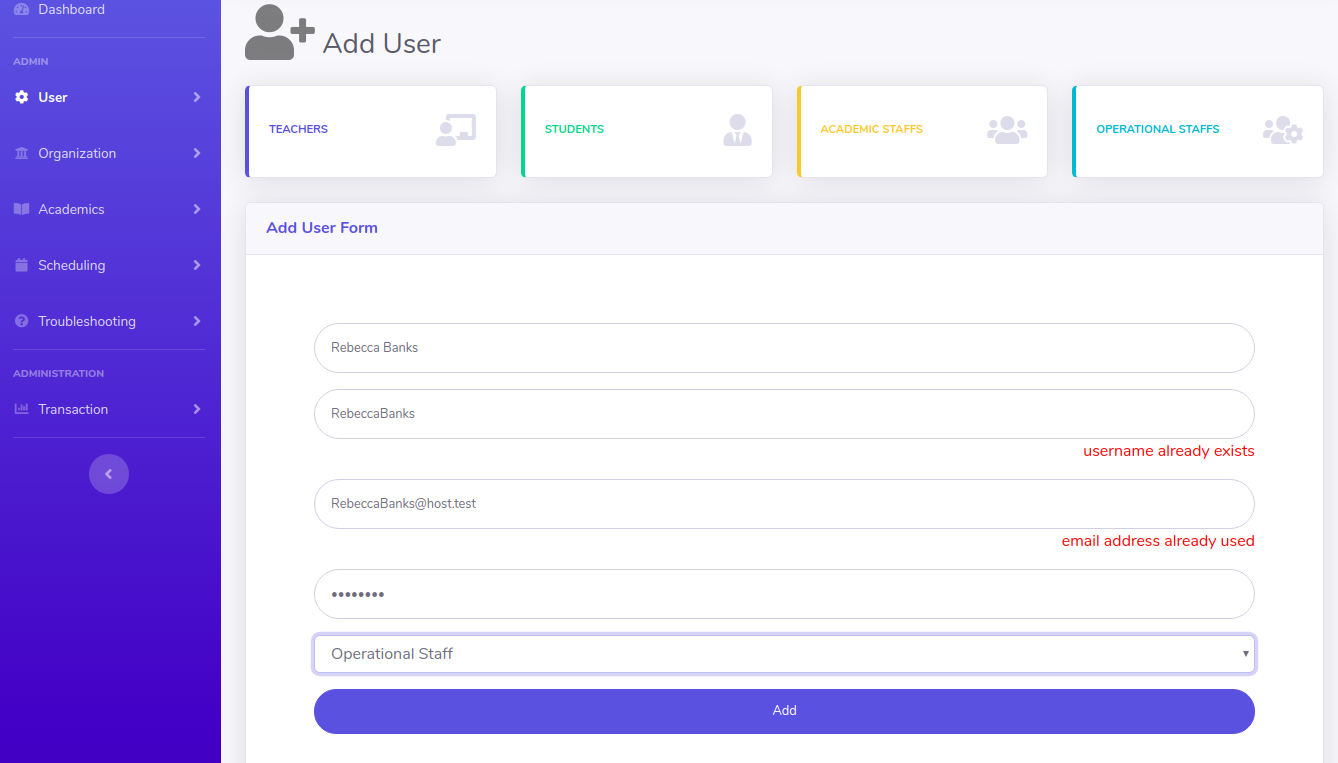 Dashboard
ADMIN
User
Organization
Academics
Scheduling
Troubleshooting
ADMINISTRATION
Transaction
Add User
TEACHERS
STUDENTS
ACADEMIC STAFFS
OPERATIONAL STAFFS
Add User Form
Rebecca Banks
RebeccaBanks
username already exists
RebeccaBanks@host.test
email address already used
••••••••
Operational Staff
Add